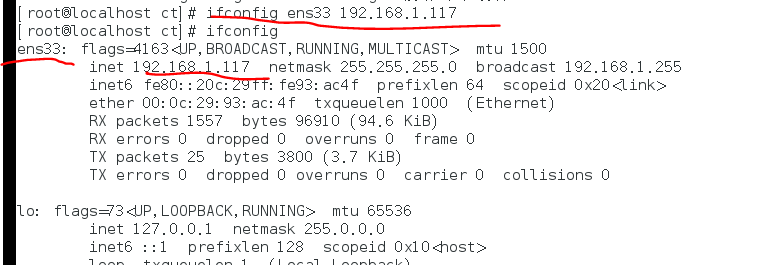 [root@localhost ct]# ifconfig ens33 192.168.1.117
[root@localhost ct]# ifconfig
ens33: flags=4163<UP,BROADCAST,RUNNING,MULTICAST>  mtu 1500
inet 192.168.1.117  netmask 255.255.255.0  broadcast 192.168.1.255
inet6 fe80::20c:29ff:fe93:ac4f  prefixlen 64  scopeid 0x20<link>
ether 00:0c:29:93:ac:4f  txqueuelen 1000  (Ethernet)
RX packets 1557  bytes 96910 (94.6 KiB)
RX errors 0  dropped 0  overruns 0  frame 0
TX packets 25  bytes 3800 (3.7 KiB)
TX errors 0  dropped 0 overruns 0  carrier 0  collisions 0
lo: flags=73<UP,LOOPBACK,RUNNING>  mtu 65536
inet 127.0.0.1  netmask 255.0.0.0
inet6 ::1  prefixlen 128  scopeid 0x10<host>
loop  txqueuelen 1  (Local Loopback)